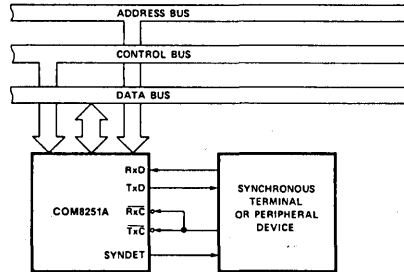 ADDRESS BUS
CONTROL BUS
DATA BUS
COM8251A
RxD
TxD
RxC
TxC
SYNDET
SYNCHRONOUS
TERMINAL
OR PERIPHERAL
DEVICE